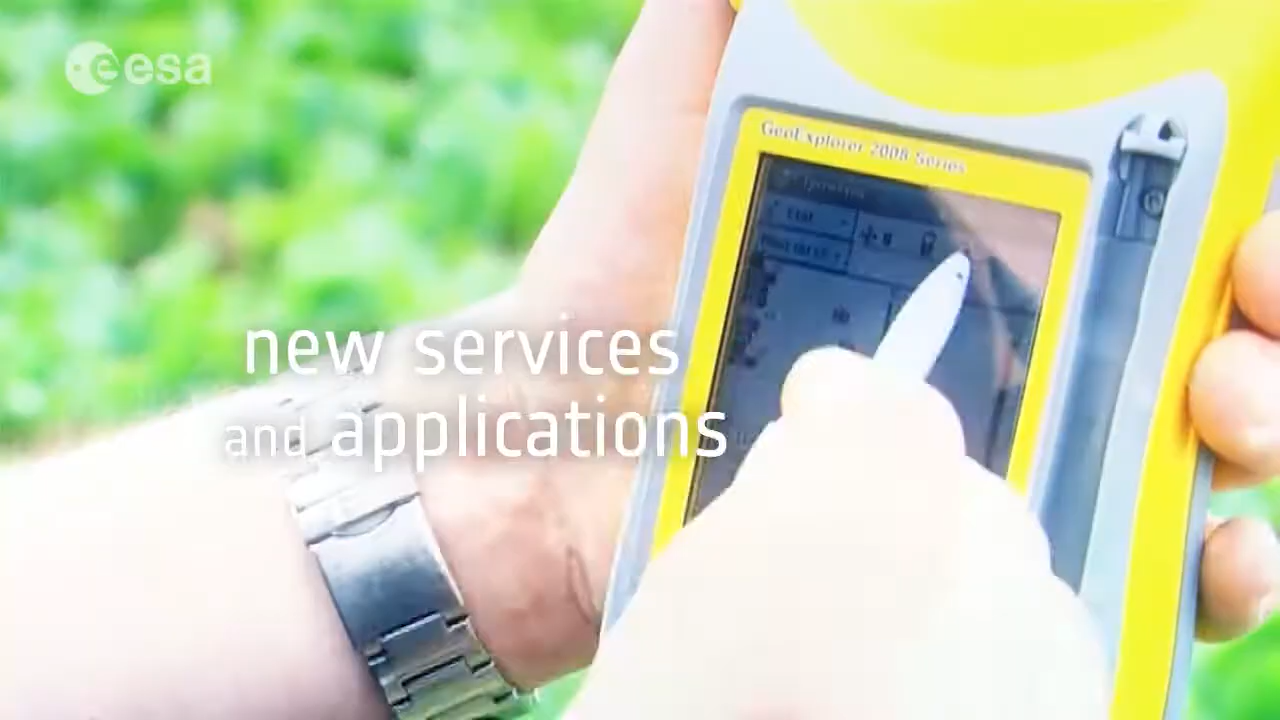 esa
GeoExplorer 2008 Series
new services
and applications